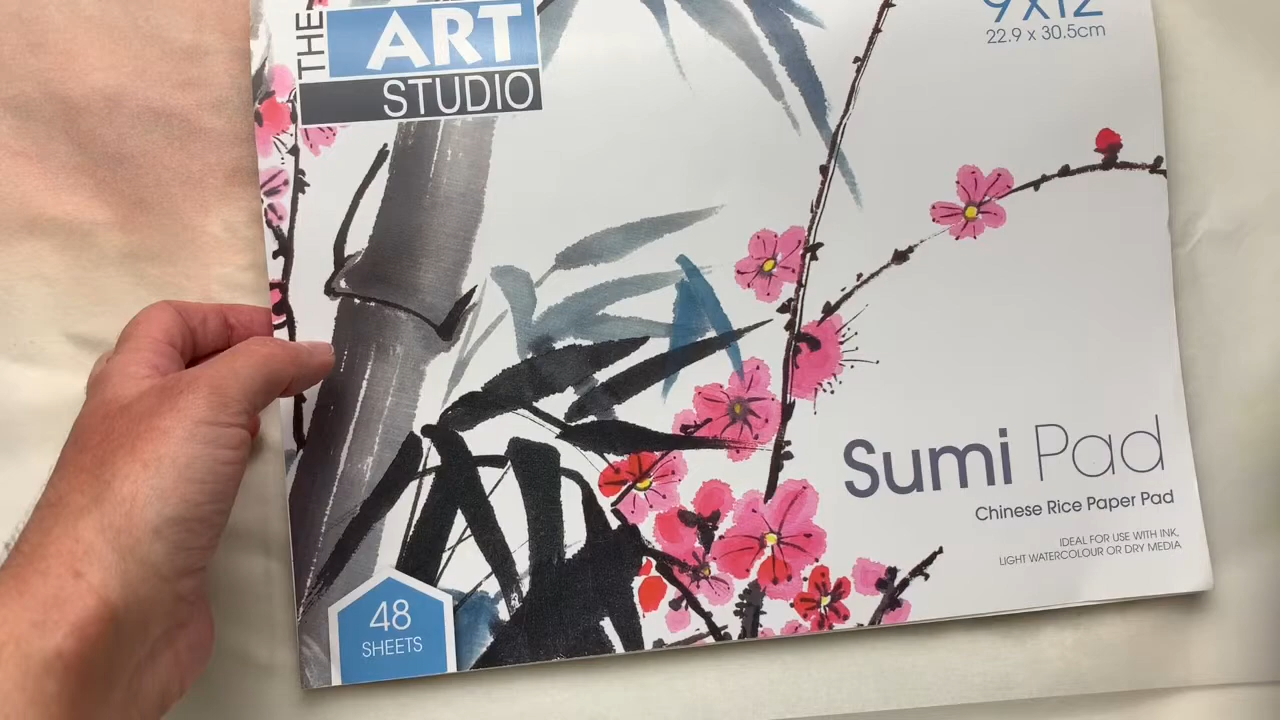 THE
ART
STUDIO
9x12
22.9 x 30.5cm
Sumi Pad
Chinese Rice Paper Pad
IDEAL FOR USE WITH INK,
LIGHT WATERCOLOUR OR DRY MEDIA
48
SHEETS